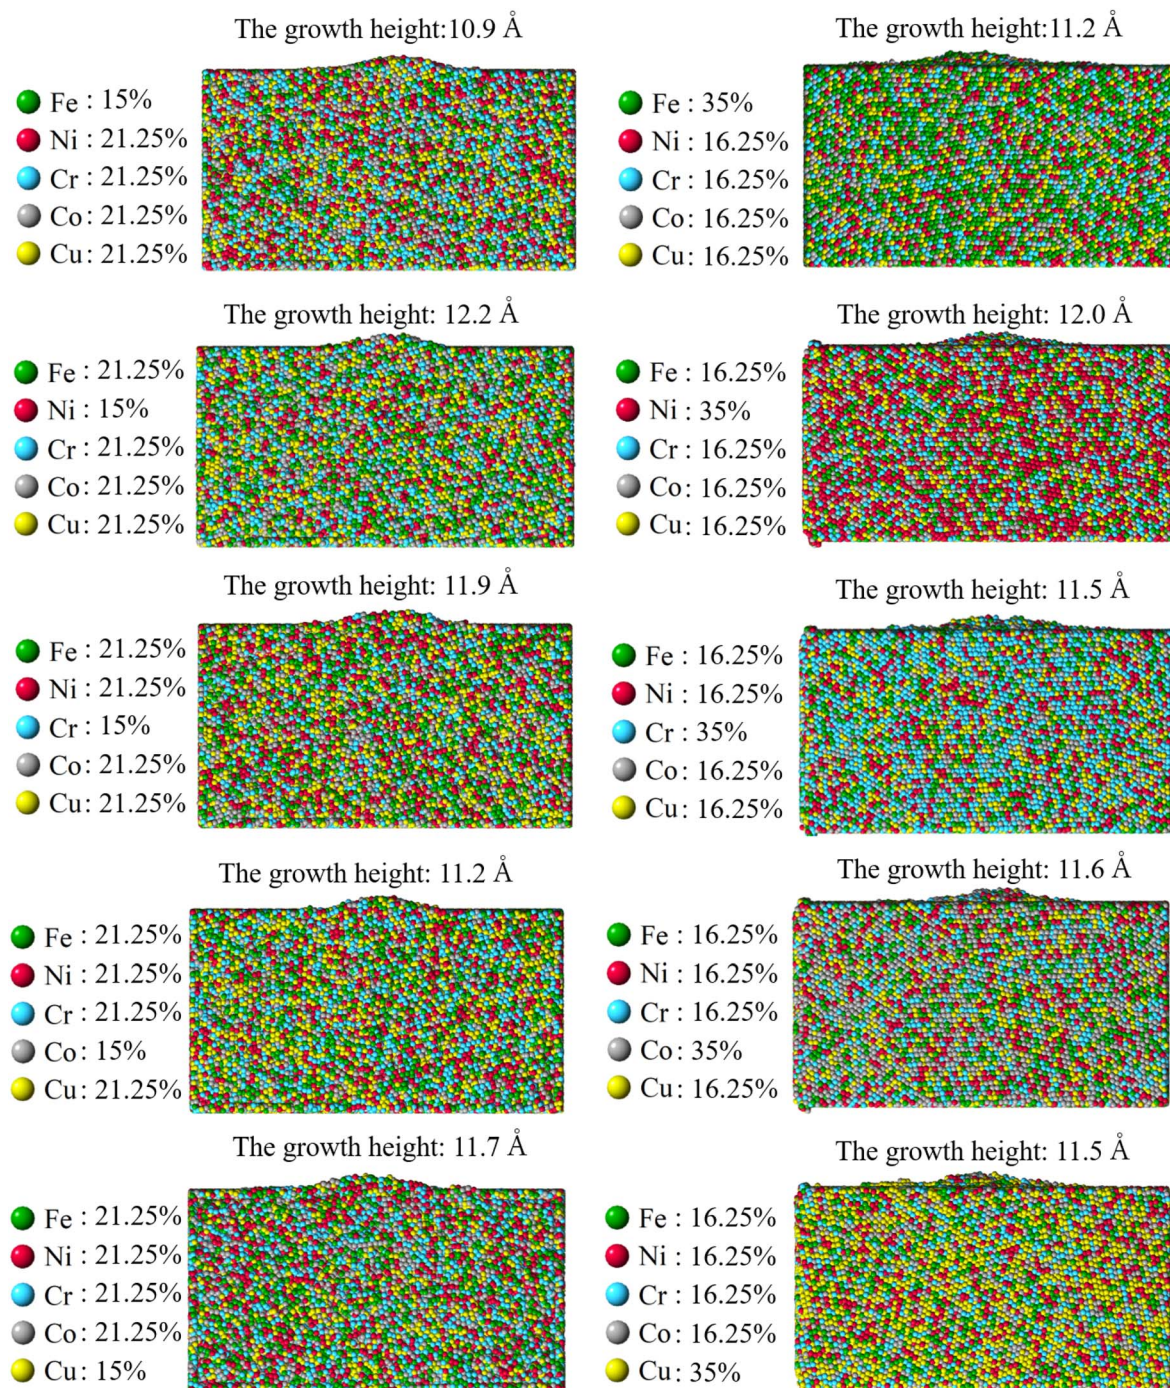 The growth height:10.9 Å
Fe : 15%
Ni : 21.25%
Cr : 21.25%
Co: 21.25%
Cu: 21.25%
The growth height:11.2 Å
Fe : 35%
Ni : 16.25%
Cr : 16.25%
Co: 16.25%
Cu: 16.25%
The growth height: 12.2 Å
Fe : 21.25%
Ni : 15%
Cr : 21.25%
Co: 21.25%
Cu: 21.25%
The growth height: 12.0 Å
Fe : 16.25%
Ni : 35%
Cr : 16.25%
Co: 16.25%
Cu: 16.25%
The growth height: 11.9 Å
Fe : 21.25%
Ni : 21.25%
Cr : 15%
Co: 21.25%
Cu: 21.25%
The growth height: 11.5 Å
Fe : 16.25%
Ni : 16.25%
Cr : 35%
Co: 16.25%
Cu: 16.25%
The growth height: 11.2 Å
Fe : 21.25%
Ni : 21.25%
Cr : 21.25%
Co: 15%
Cu: 21.25%
The growth height: 11.6 Å
Fe : 16.25%
Ni : 16.25%
Cr : 16.25%
Co: 35%
Cu: 16.25%
The growth height: 11.7 Å
Fe : 21.25%
Ni : 21.25%
Cr : 21.25%
Co: 21.25%
Cu: 15%
The growth height: 11.5 Å
Fe : 16.25%
Ni : 16.25%
Cr : 16.25%
Co: 16.25%
Cu: 35%